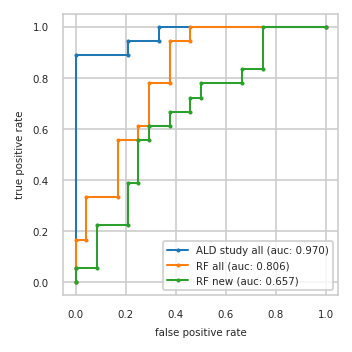 1.0
0.8
0.6
0.4
0.2
0.0
true positive rate
ALD study all (auc: 0.970)
RF all (auc: 0.806)
RF new (auc: 0.657)
0.0 0.2 0.4 0.6 0.8 1.0
false positive rate